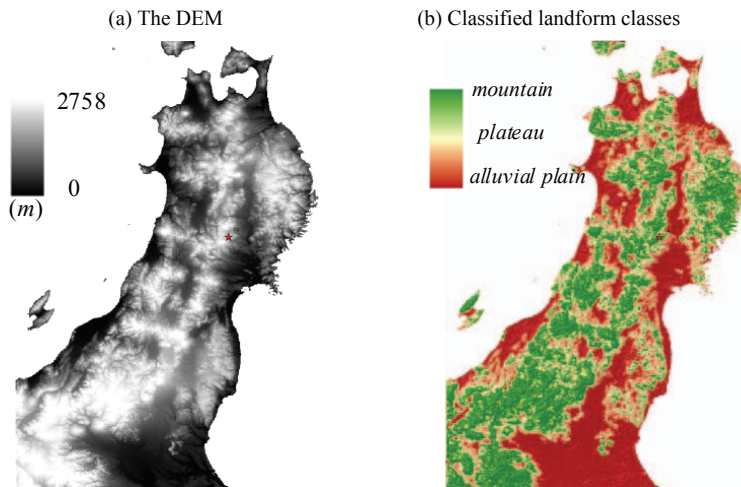 (a) The DEM
(b) Classified landform classes
2758
0
(m)
mountain
plateau
alluvial plain